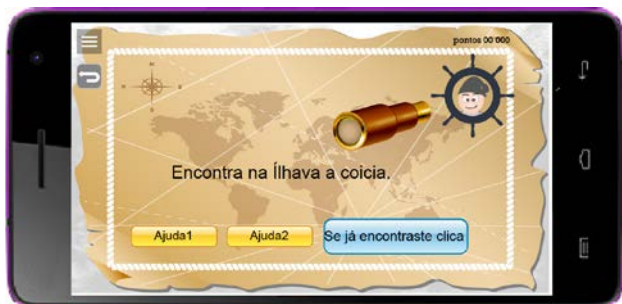 pontos 00 000
Encontra na Ílhava a coicia.
Ajuda1
Ajuda2
Se já encontraste clica